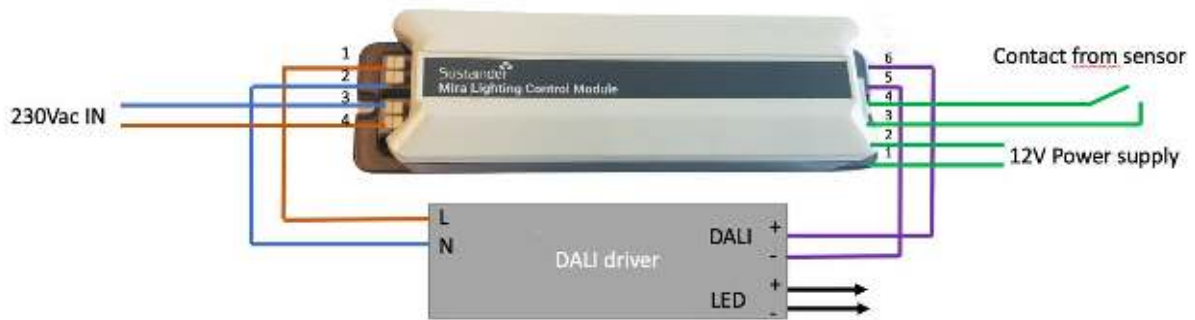 1
2
3
4
230Vac IN
Sustainder
Mira Lighting Control Module
6
5
4
3
2
1
Contact from sensor
12V Power supply
L
N
DALI driver
DALI
+
-
LED
+
-